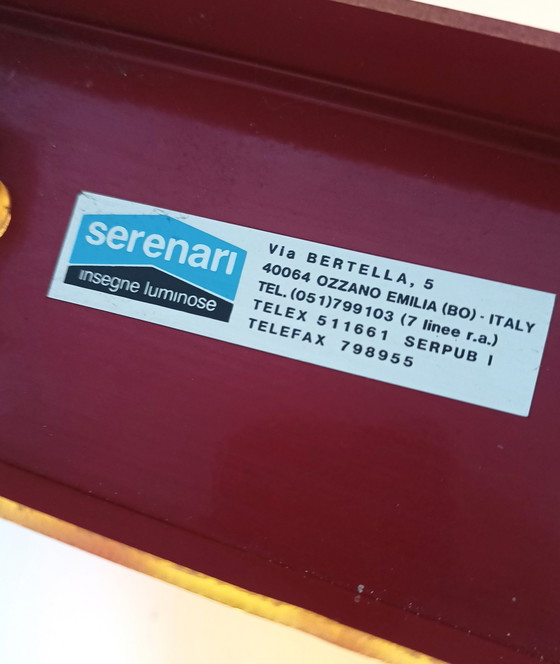 serenari
insegne luminose
Via BERTELLA, 5
40064 OZZANO EMILIA (BO) - ITALY
TEL. (051)799103 (7 linee r.a.)
TELEX 511661 SERPUB I
TELEFAX 798955